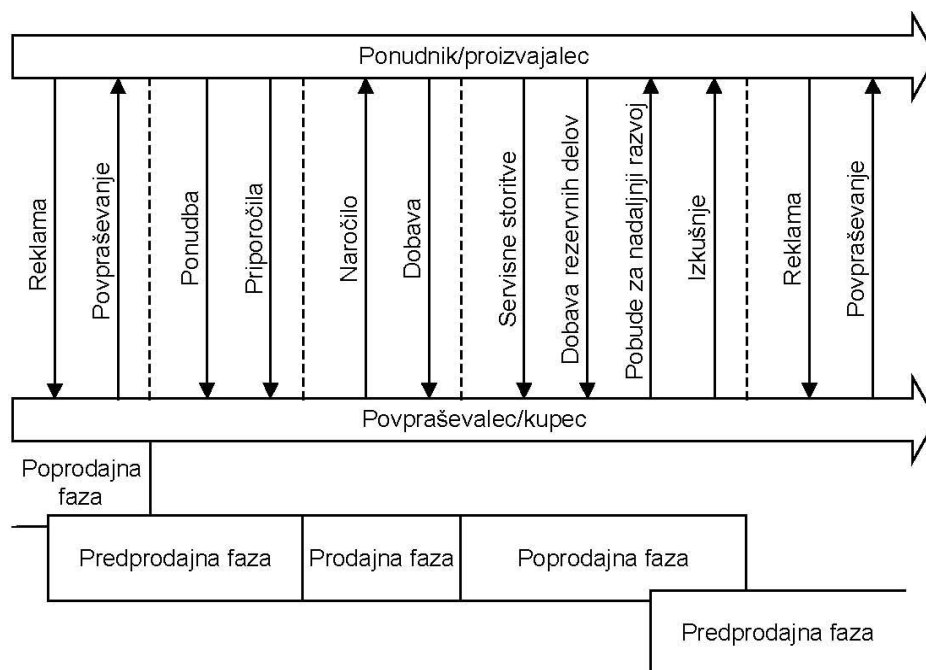 Ponudnik/proizvajalec
Reklama
Povpraševanje
Ponudba
Priporočila
Naročilo
Dobava
Servisne storitve
Dobava rezervnih delov
Pobude za nadaljnji razvoj
Izkušnje
Reklama
Povpraševanje
Povpraševalec/kupec
Poprodajna
faza
Predprodajna faza
Prodajna faza
Poprodajna faza
Predprodajna faza